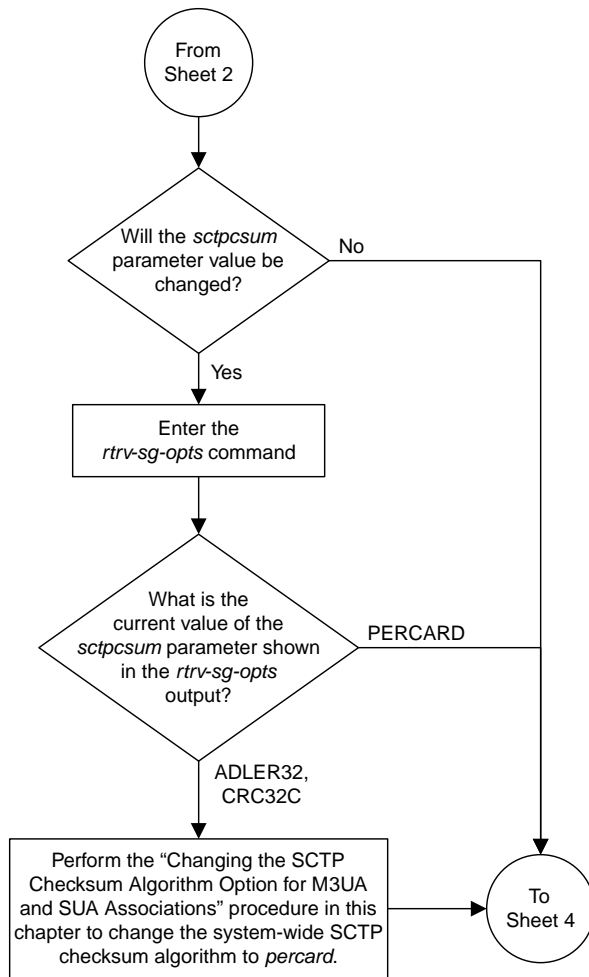 From
Sheet 2
Will the sctpcsum
parameter value be
changed?
No
Yes
Enter the
rtrv-sg-opts command
What is the
current value of the
sctpcsum parameter shown
in the rtrv-sg-opts
output?
PERCARD
ADLER32,
CRC32C
Perform the “Changing the SCTP
Checksum Algorithm Option for M3UA
and SUA Associations” procedure in this
chapter to change the system-wide SCTP
checksum algorithm to percard.
To
Sheet 4